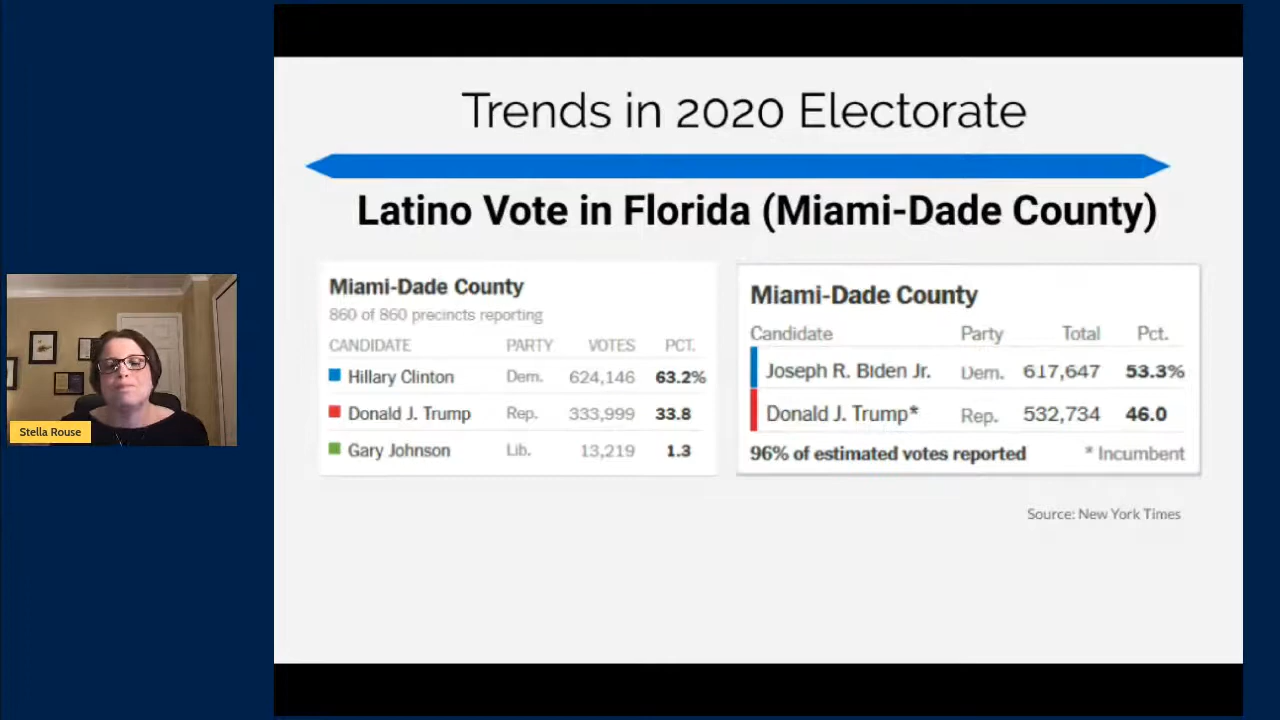 Trends in 2020 Electorate
Latino Vote in Florida (Miami-Dade County)
Miami-Dade County
860 of 860 precincts reporting
CANDIDATE PARTY VOTES PCT.
Hillary Clinton Dem. 624,146 63.2%
Donald J. Trump Rep. 333,999 33.8
Gary Johnson Lib. 13,219 1.3
Miami-Dade County
Candidate Party Total Pct.
Joseph R. Biden Jr. Dem. 617,647 53.3%
Donald J. Trump* Rep. 532,734 46.0
96% of estimated votes reported * Incumbent
Source: New York Times
Stella Rouse